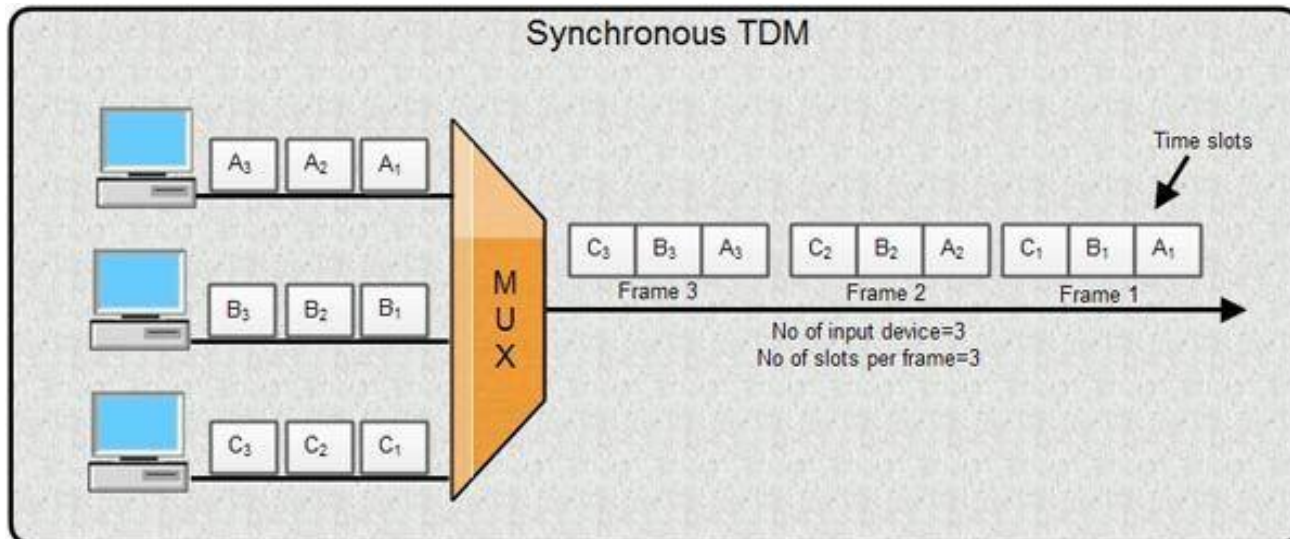 Synchronous TDM
Time slots
A₃ A₂ A₁
C₃ B₃ A₃ C₂ B₂ A₂ C₁ B₁ A₁
Frame 3 Frame 2 Frame 1
B₃ B₂ B₁
MUX
No of input device=3
No of slots per frame=3
C₃ C₂ C₁